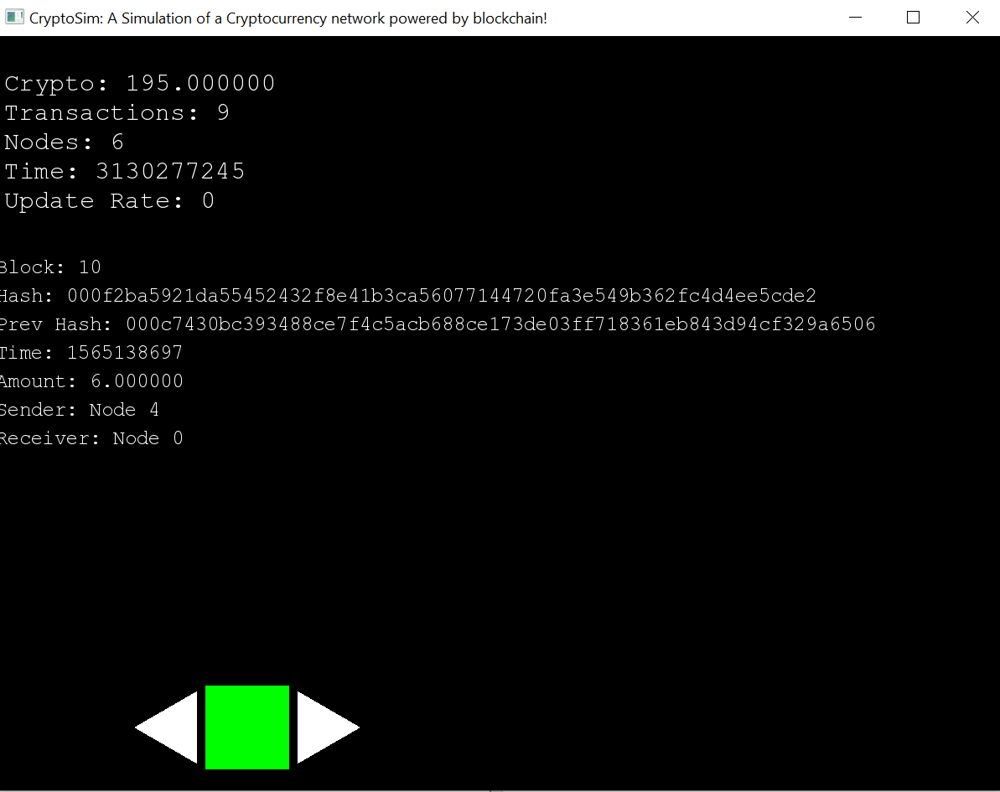 CryptoSim: A Simulation of a Cryptocurrency network powered by blockchain!
Crypto: 195.000000
Transactions: 9
Nodes: 6
Time: 3130277245
Update Rate: 0
Block: 10
Hash: 000f2ba5921da55452432f8e41b3ca56077144720fa3e549b362fc4d4ee5cde2
Prev Hash: 000c7430bc393488ce7f4c5acb688ce173de03ff718361eb843d94cf329a6506
Time: 1565138697
Amount: 6.000000
Sender: Node 4
Receiver: Node 0